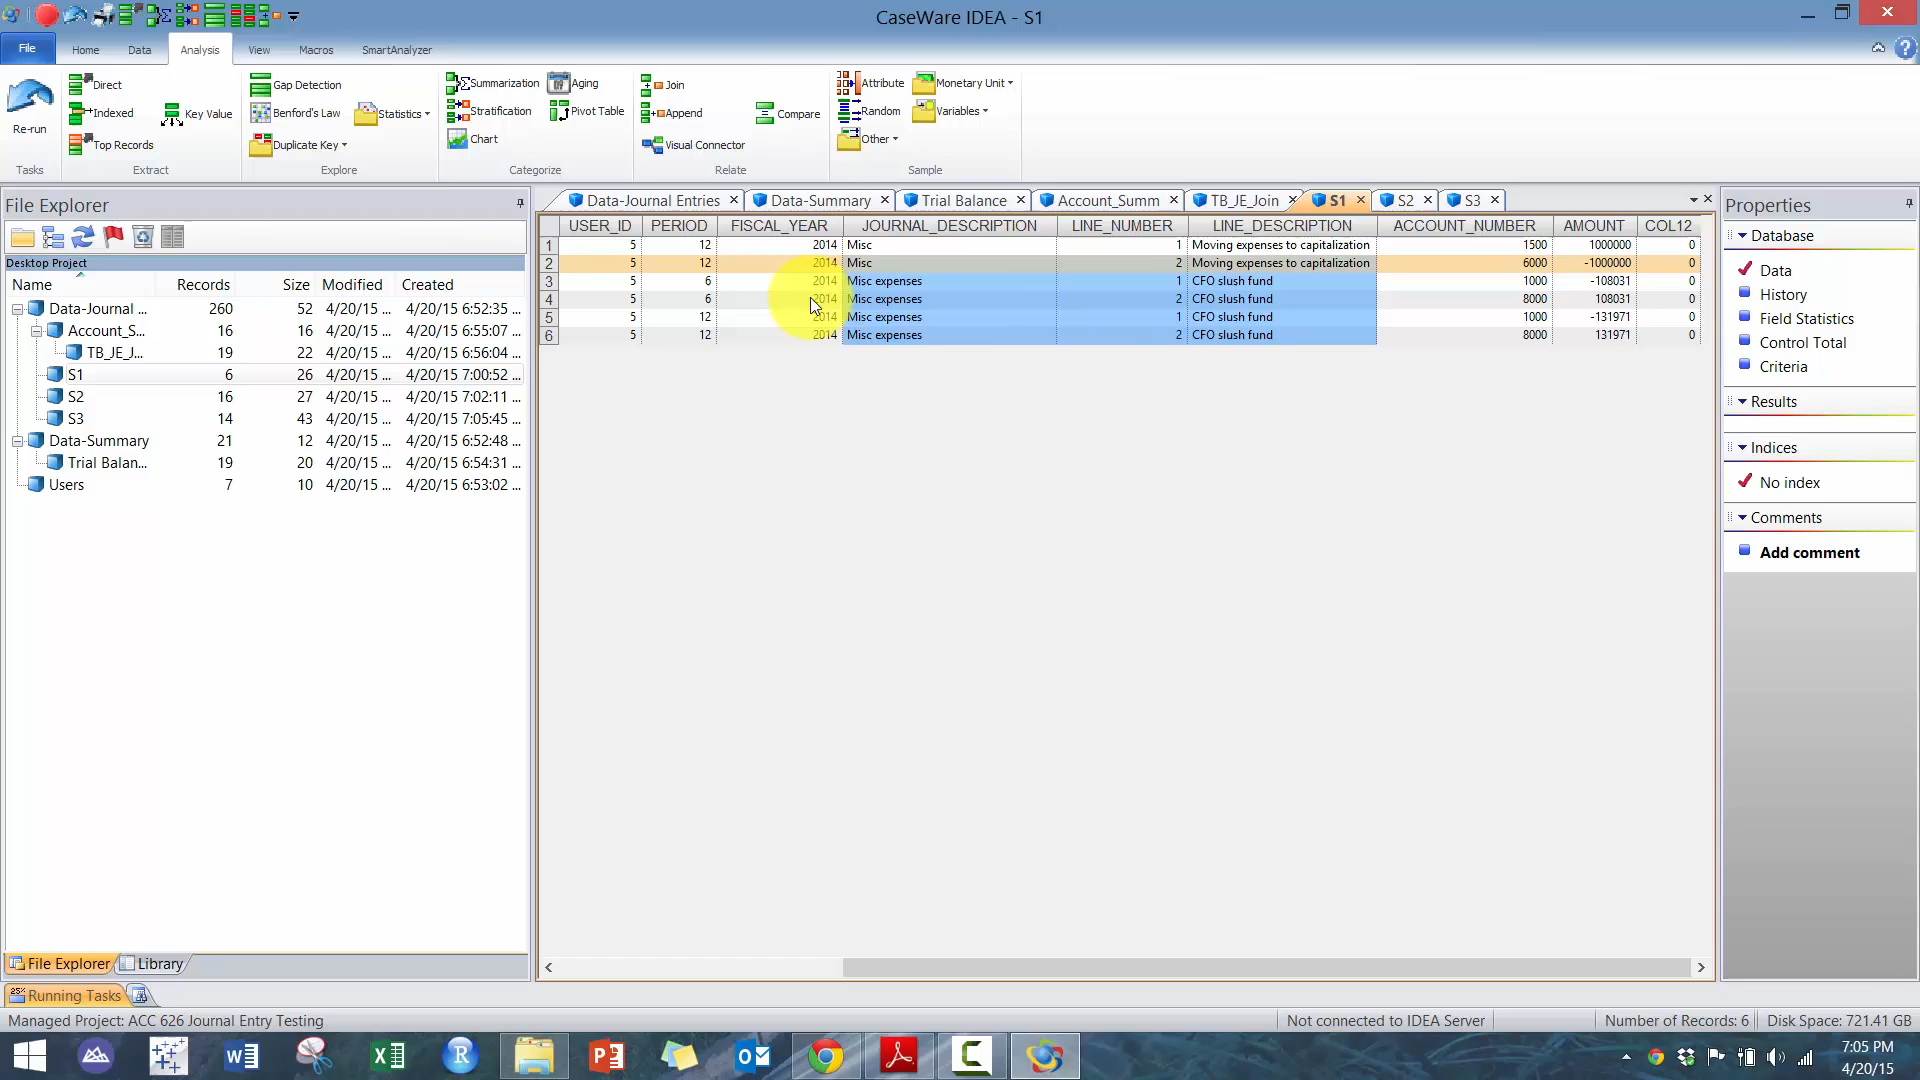 CaseWare IDEA - S1
File Home Data Analysis View Macros SmartAnalyzer
Re-run
Tasks
Direct
Indexed
Top Records
Key Value
Extract
Gap Detection
Benford's Law
Duplicate Key
Statistics
Explore
Summarization
Stratification
Chart
Aging
Pivot Table
Categorize
Join
Append
Visual Connector
Compare
Relate
Attribute
Random
Other
Monetary Unit
Variables
Sample
File Explorer
Desktop Project
Name Records Size Modified Created
Data-Journal ... 260 52 4/20/15 ... 4/20/15 6:52:35 ...
Account_S... 16 16 4/20/15 ... 4/20/15 6:55:07 ...
TB_JE_J... 19 22 4/20/15 ... 4/20/15 6:56:04 ...
S1 6 26 4/20/15 ... 4/20/15 7:00:52 ...
S2 16 27 4/20/15 ... 4/20/15 7:02:11 ...
S3 14 43 4/20/15 ... 4/20/15 7:05:45 ...
Data-Summary 21 12 4/20/15 ... 4/20/15 6:52:48 ...
Trial Balan... 19 20 4/20/15 ... 4/20/15 6:54:31 ...
Users 7 10 4/20/15 ... 4/20/15 6:53:02 ...
File Explorer Library
Data-Journal Entries Data-Summary Trial Balance Account_Summ TB_JE_Join S1 S2 S3
USER_ID PERIOD FISCAL_YEAR JOURNAL_DESCRIPTION LINE_NUMBER LINE_DESCRIPTION ACCOUNT_NUMBER AMOUNT COL12
1 5 12 2014 Misc 1 Moving expenses to capitalization 1500 1000000 0
2 5 12 2014 Misc 2 Moving expenses to capitalization 6000 -1000000 0
3 5 6 2014 Misc expenses 1 CFO slush fund 1000 -108031 0
4 5 6 2014 Misc expenses 2 CFO slush fund 8000 108031 0
5 5 12 2014 Misc expenses 1 CFO slush fund 1000 -131971 0
6 5 12 2014 Misc expenses 2 CFO slush fund 8000 131971 0
Properties
Database
Data
History
Field Statistics
Control Total
Criteria
Results
Indices
No index
Comments
Add comment
Running Tasks
Managed Project: ACC 626 Journal Entry Testing Not connected to IDEA Server Number of Records: 6 Disk Space: 721.41 GB
7:05 PM
4/20/15